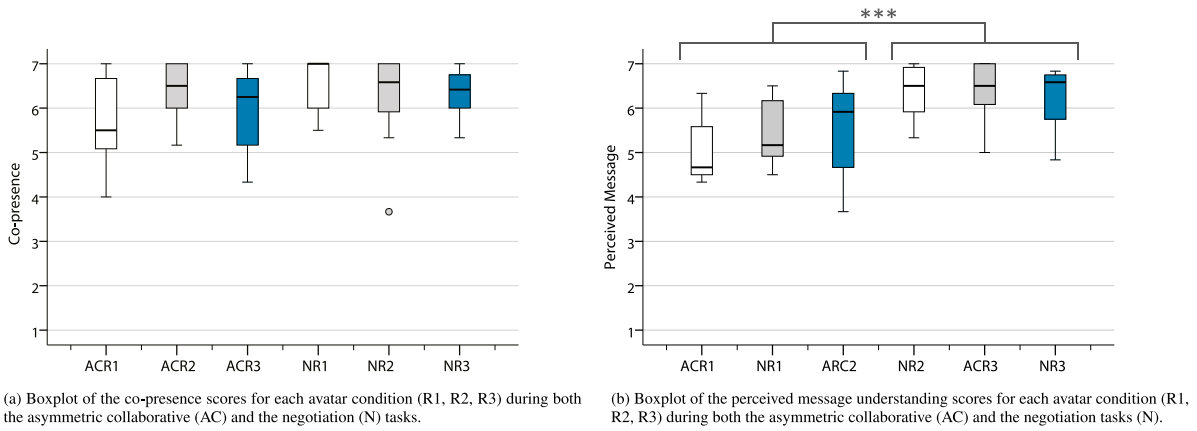 ***
7
6
5
4
3
2
1
Co-presence
ACR1 ACR2 ACR3 NR1 NR2 NR3
(a) Boxplot of the co-presence scores for each avatar condition (R1, R2, R3) during both
the asymmetric collaborative (AC) and the negotiation (N) tasks.
7
6
5
4
3
2
1
Perceived Message
ACR1 NR1 ARC2 NR2 ACR3 NR3
(b) Boxplot of the perceived message understanding scores for each avatar condition (R1,
R2, R3) during both the asymmetric collaborative (AC) and the negotiation tasks (N).